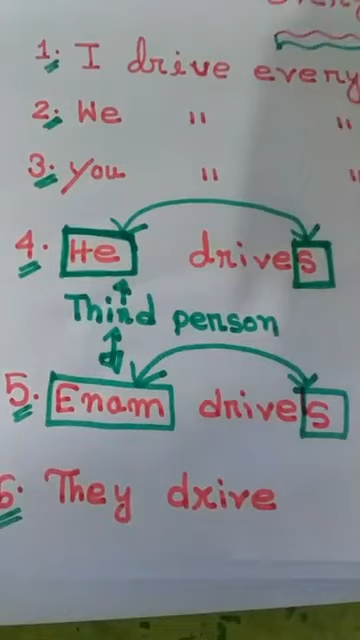 1. I drive every
2. We " "
3. You " "
4. He drives
Third person
5. Enam drives
6. They drive